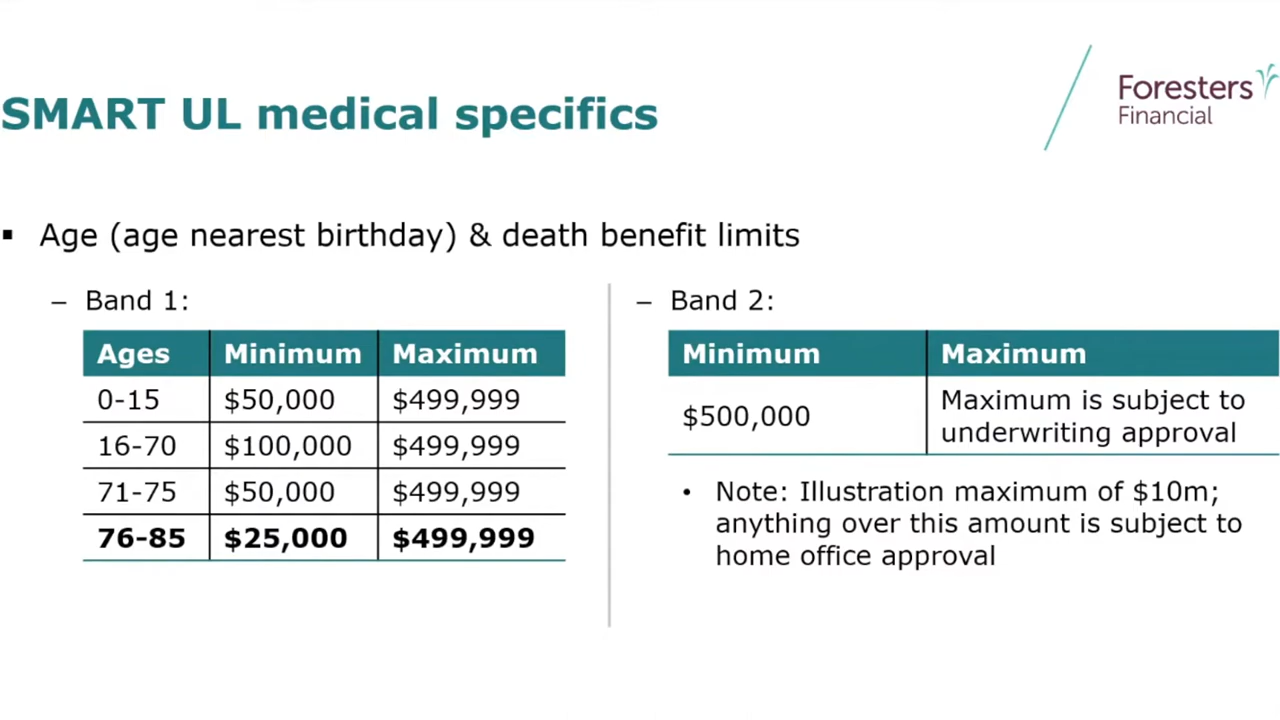 Foresters
Financial
SMART UL medical specifics
▪ Age (age nearest birthday) & death benefit limits
– Band 1:
Ages Minimum Maximum
0-15 $50,000 $499,999
16-70 $100,000 $499,999
71-75 $50,000 $499,999
76-85 $25,000 $499,999
– Band 2:
Minimum Maximum
$500,000 Maximum is subject to
underwriting approval
• Note: Illustration maximum of $10m;
anything over this amount is subject to
home office approval